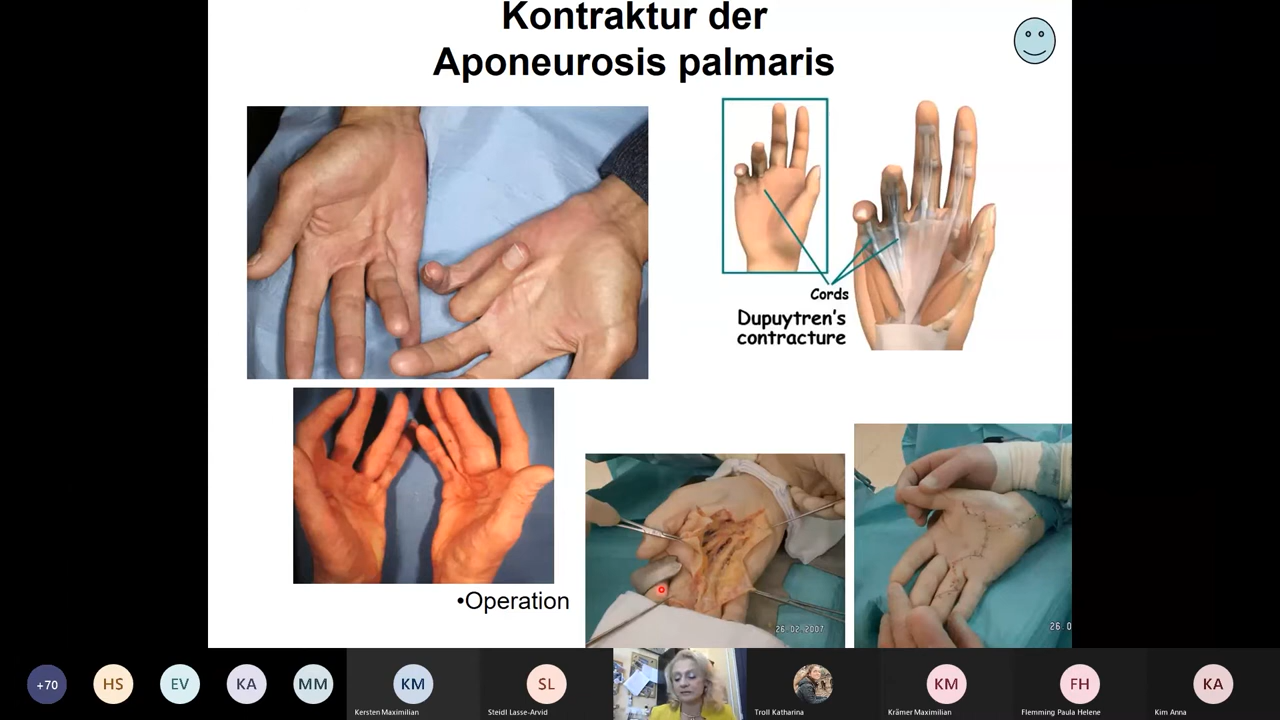 Kontraktur der
Aponeurosis palmaris
Cords
Dupuytren's
contracture
•Operation
26.02.2007
26.0
+70
HS
EV
KA
MM
KM
SL
KM
FH
KA
Kersten Maximilian
Steidl Lasse-Arvid
Troll Katharina
Krämer Maximilian
Flemming Paula Helene
Kim Anna